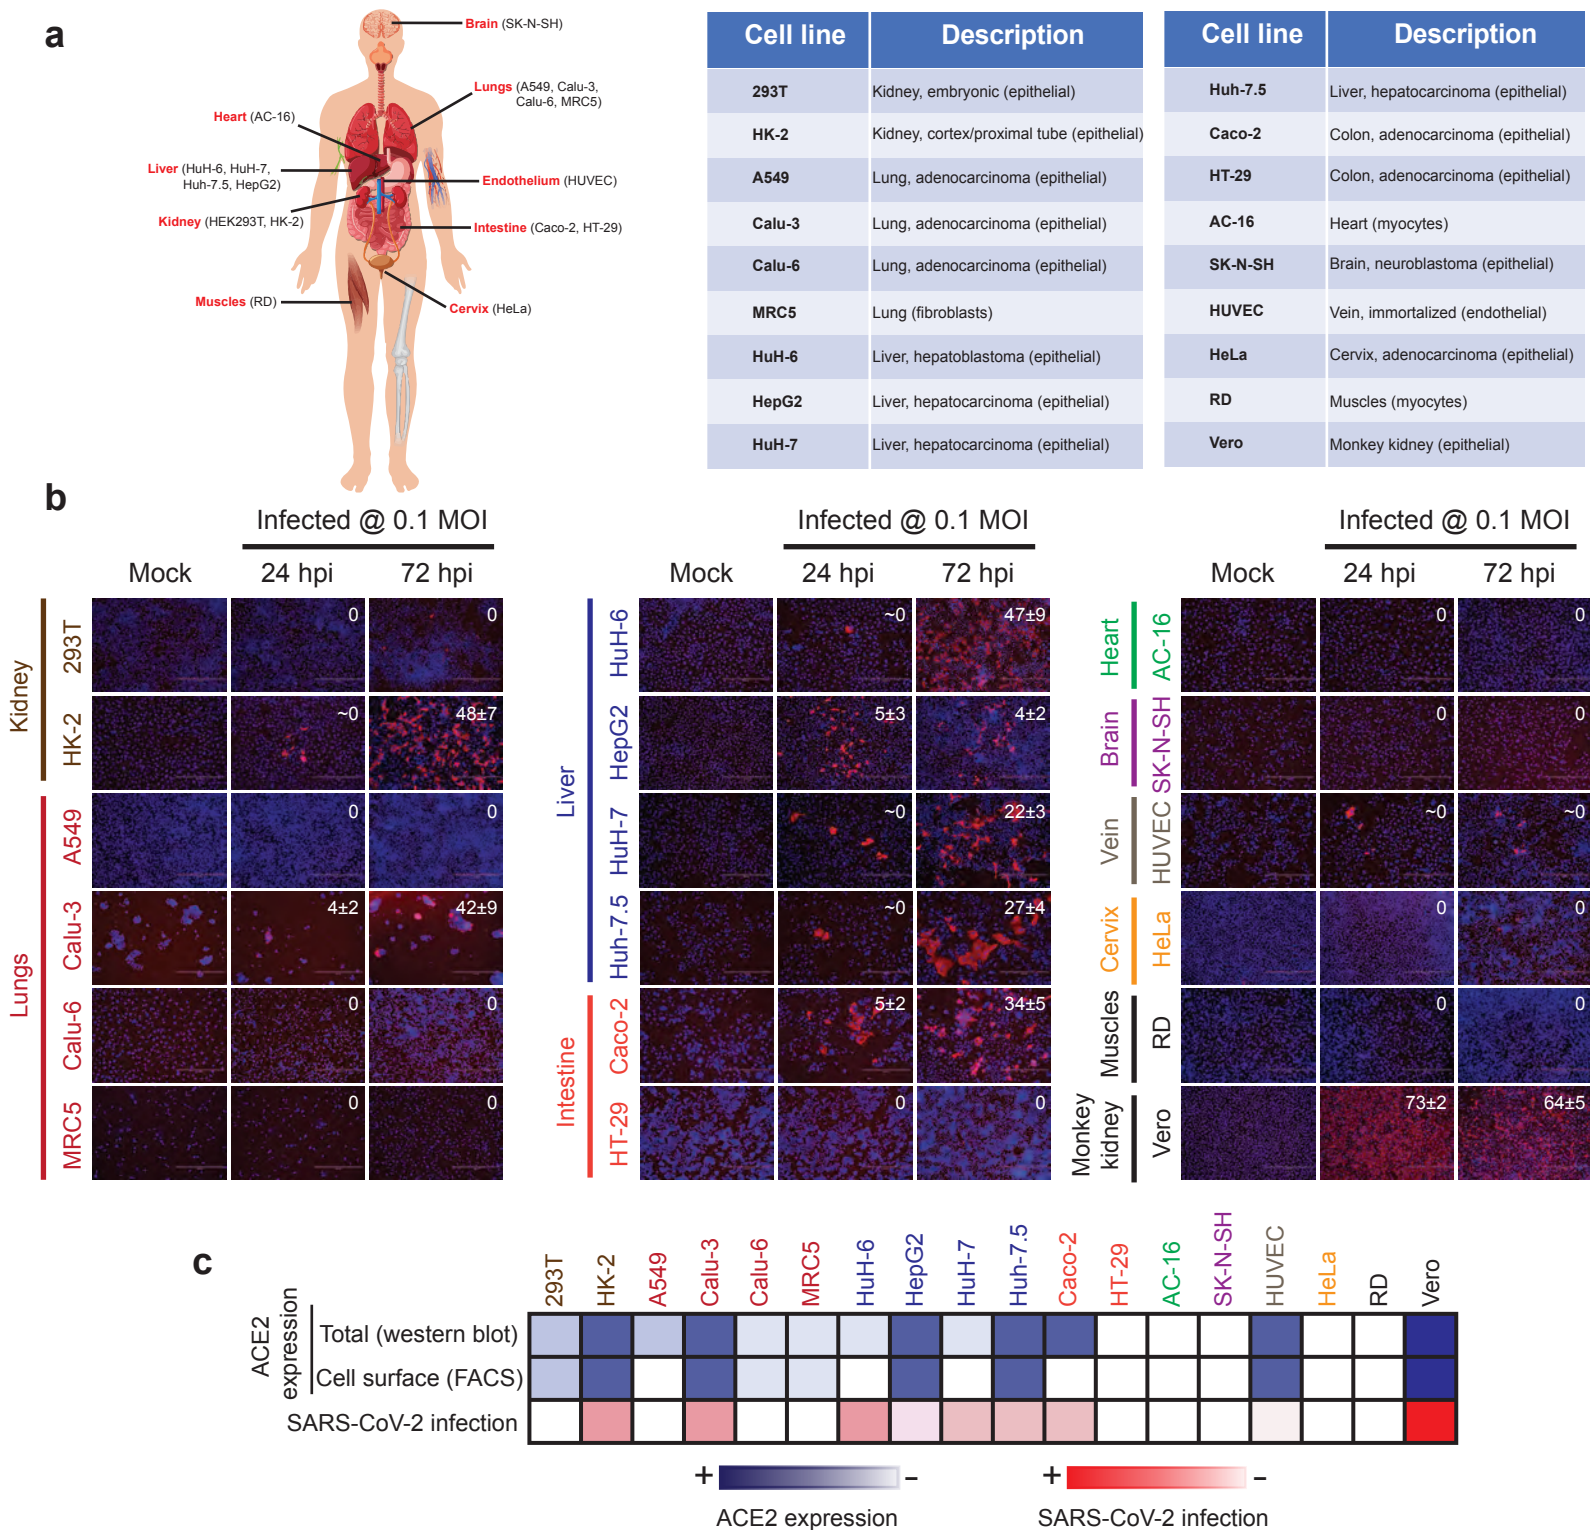 a
Brain (SK-N-SH)
Lungs (A549, Calu-3,
Calu-6, MRC5)
Heart (AC-16)
Liver (HuH-6, HuH-7,
Huh-7.5, HepG2)
Endothelium (HUVEC)
Kidney (HEK293T, HK-2)
Intestine (Caco-2, HT-29)
Muscles (RD)
Cervix (HeLa)
Cell line Description
293T Kidney, embryonic (epithelial)
HK-2 Kidney, cortex/proximal tube (epithelial)
A549 Lung, adenocarcinoma (epithelial)
Calu-3 Lung, adenocarcinoma (epithelial)
Calu-6 Lung, adenocarcinoma (epithelial)
MRC5 Lung (fibroblasts)
HuH-6 Liver, hepatoblastoma (epithelial)
HepG2 Liver, hepatocarcinoma (epithelial)
HuH-7 Liver, hepatocarcinoma (epithelial)
Cell line Description
Huh-7.5 Liver, hepatocarcinoma (epithelial)
Caco-2 Colon, adenocarcinoma (epithelial)
HT-29 Colon, adenocarcinoma (epithelial)
AC-16 Heart (myocytes)
SK-N-SH Brain, neuroblastoma (epithelial)
HUVEC Vein, immortalized (endothelial)
HeLa Cervix, adenocarcinoma (epithelial)
RD Muscles (myocytes)
Vero Monkey kidney (epithelial)
b
Infected @ 0.1 MOI
Mock 24 hpi 72 hpi
Kidney
293T 0 0
HK-2 ~0 48±7
Lungs
A549 0 0
Calu-3 4±2 42±9
Calu-6 0 0
MRC5 0 0
Infected @ 0.1 MOI
Mock 24 hpi 72 hpi
Liver
HuH-6 ~0 47±9
HepG2 5±3 4±2
HuH-7 ~0 22±3
Huh-7.5 ~0 27±4
Intestine
Caco-2 5±2 34±5
HT-29 0 0
Infected @ 0.1 MOI
Mock 24 hpi 72 hpi
Heart
AC-16 0 0
Brain
SK-N-SH 0 0
Vein
HUVEC ~0 ~0
Cervix
HeLa 0 0
Muscles
RD 0 0
Monkey
kidney
Vero 73±2 64±5
c
293T HK-2 A549 Calu-3 Calu-6 MRC5 HuH-6 HepG2 HuH-7 Huh-7.5 Caco-2 HT-29 AC-16 SK-N-SH HUVEC HeLa RD Vero
ACE2
expression
Total (western blot)
Cell surface (FACS)
SARS-CoV-2 infection
+ −
ACE2 expression
+ −
SARS-CoV-2 infection